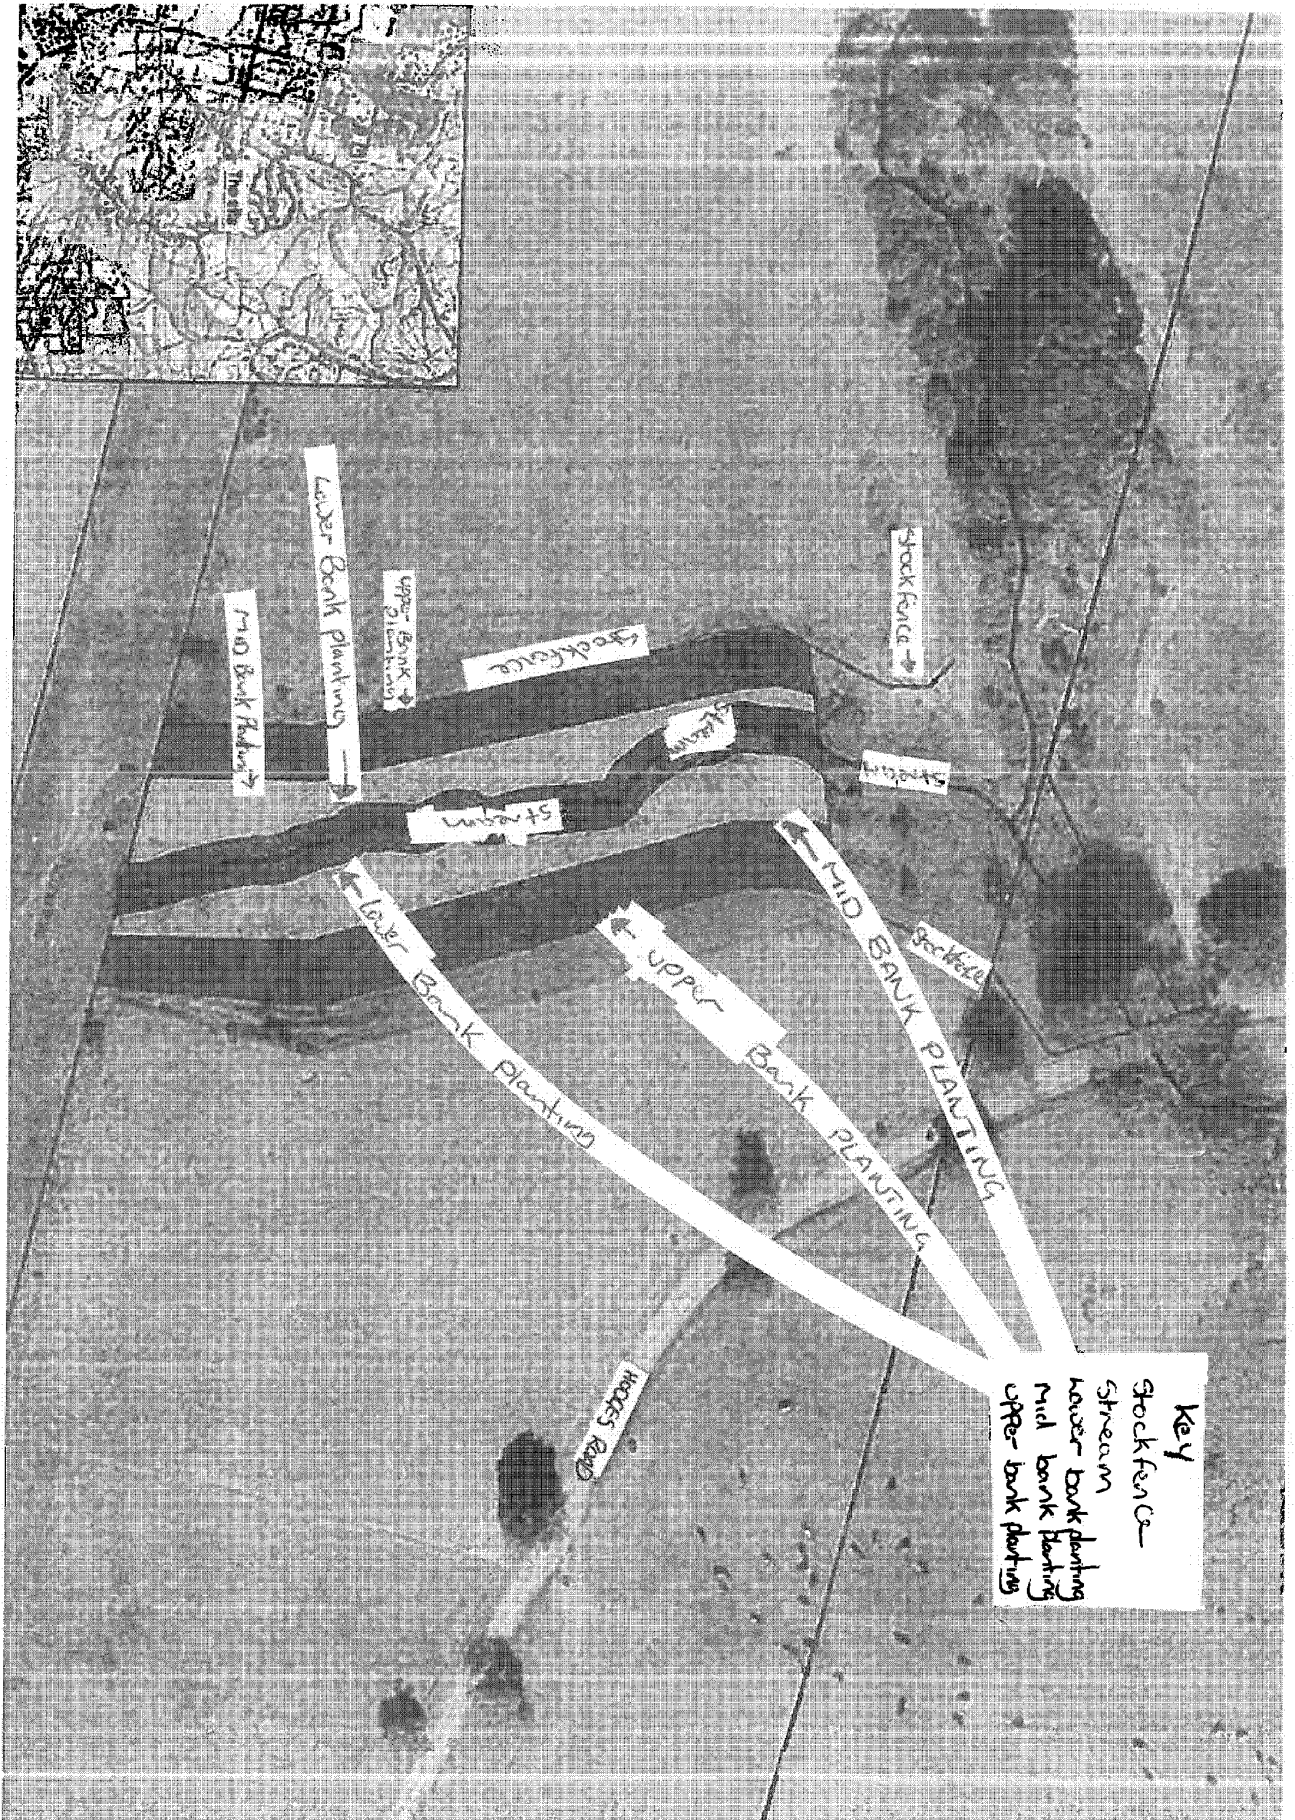 Key
Stockfence
Stream
Lower bank planting
Mid bank planting
upper bank planting
Stockfence →
Stream
Stockfence
MID BANK PLANTING
Stream
Stockfence
upper Bank PLANTING
Stream
upper Bank →
planting
Lower Bank planting →
Lower Bank planting
MID Bank Planting →
HODGES ROAD